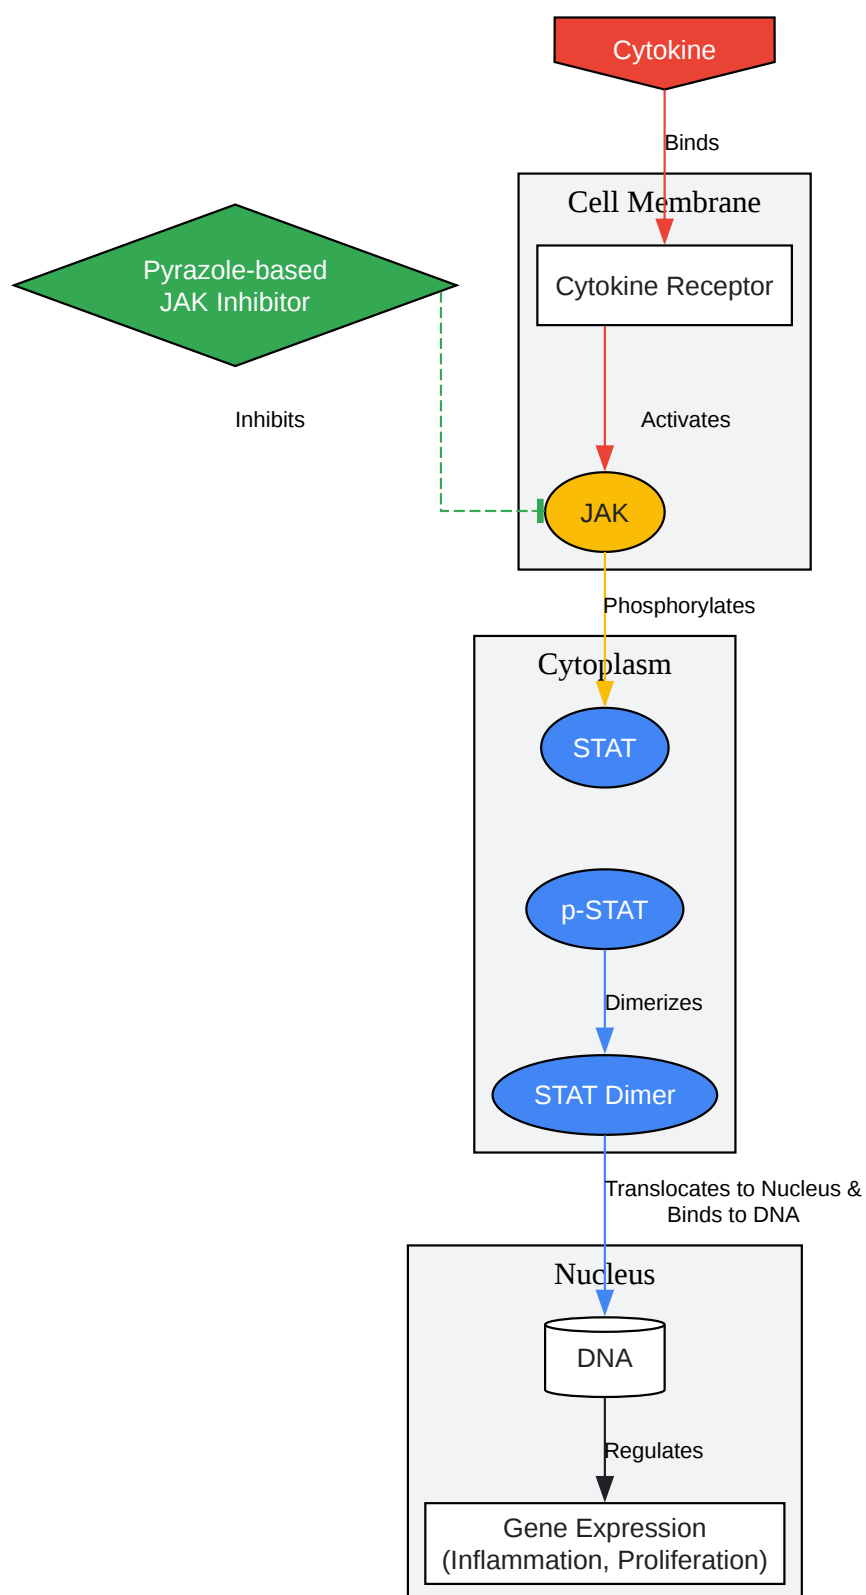 Cytokine
Binds
Cell Membrane
Cytokine Receptor
Pyrazole-based
JAK Inhibitor
Inhibits
Activates
JAK
Phosphorylates
Cytoplasm
STAT
p-STAT
Dimerizes
STAT Dimer
Translocates to Nucleus &
Binds to DNA
Nucleus
DNA
Regulates
Gene Expression
(Inflammation, Proliferation)